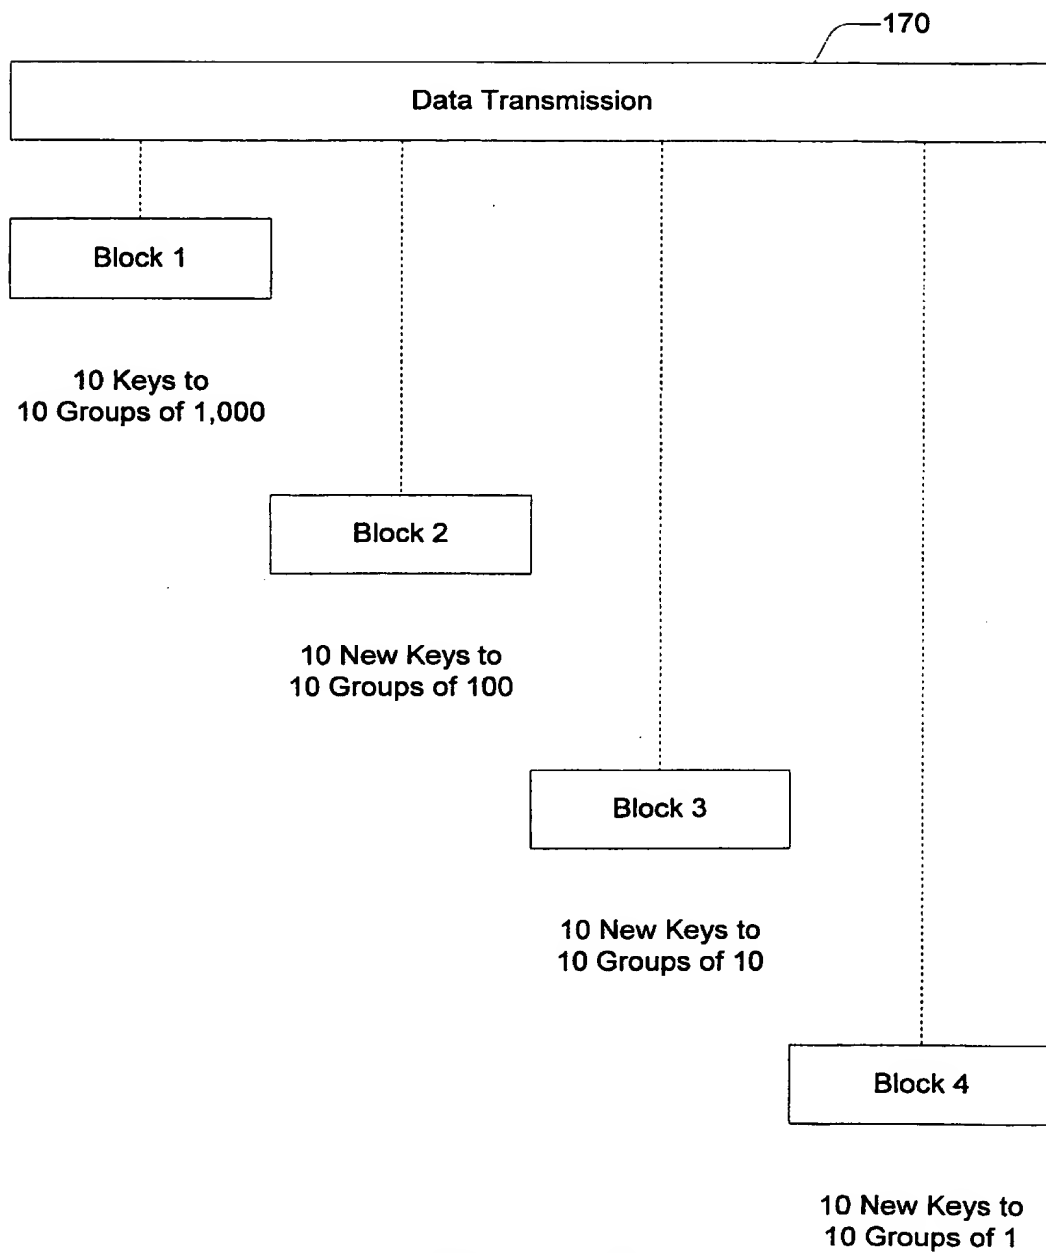 170
Data Transmission
Block 1
10 Keys to
10 Groups of 1,000
Block 2
10 New Keys to
10 Groups of 100
Block 3
10 New Keys to
10 Groups of 10
Block 4
10 New Keys to
10 Groups of 1